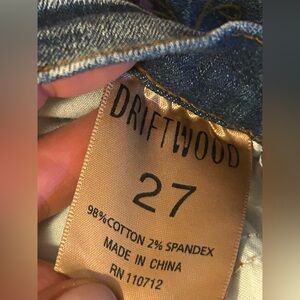 DRIFTWOOD
27
98% COTTON 2% SPANDEX
MADE IN CHINA
RN 110712